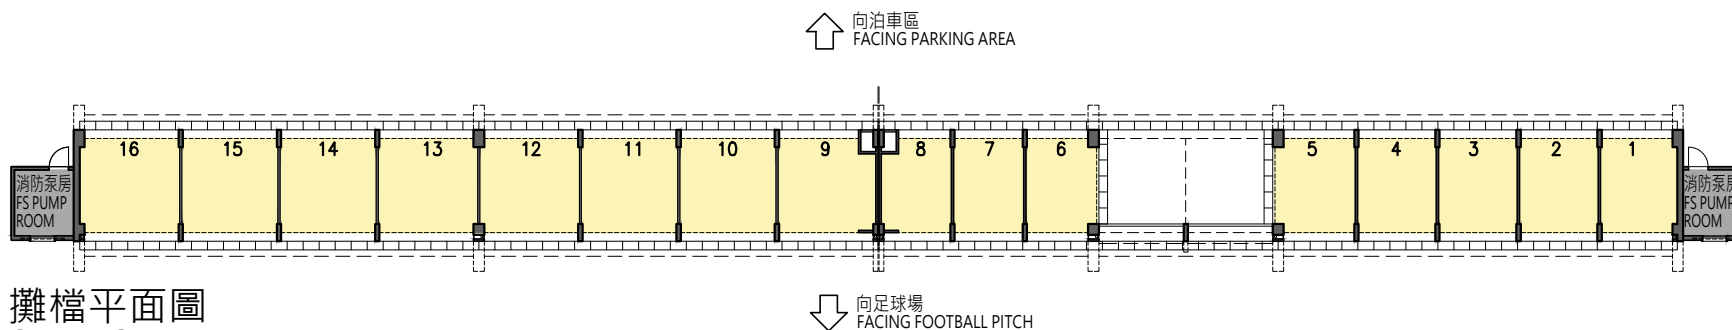 向泊車區
FACING PARKING AREA
16 15 14 13 12 11 10 9 8 7 6 5 4 3 2 1
消防泵房
FS PUMP
ROOM
消防泵房
FS PUMP
ROOM
攤檔平面圖
向足球場
FACING FOOTBALL PITCH